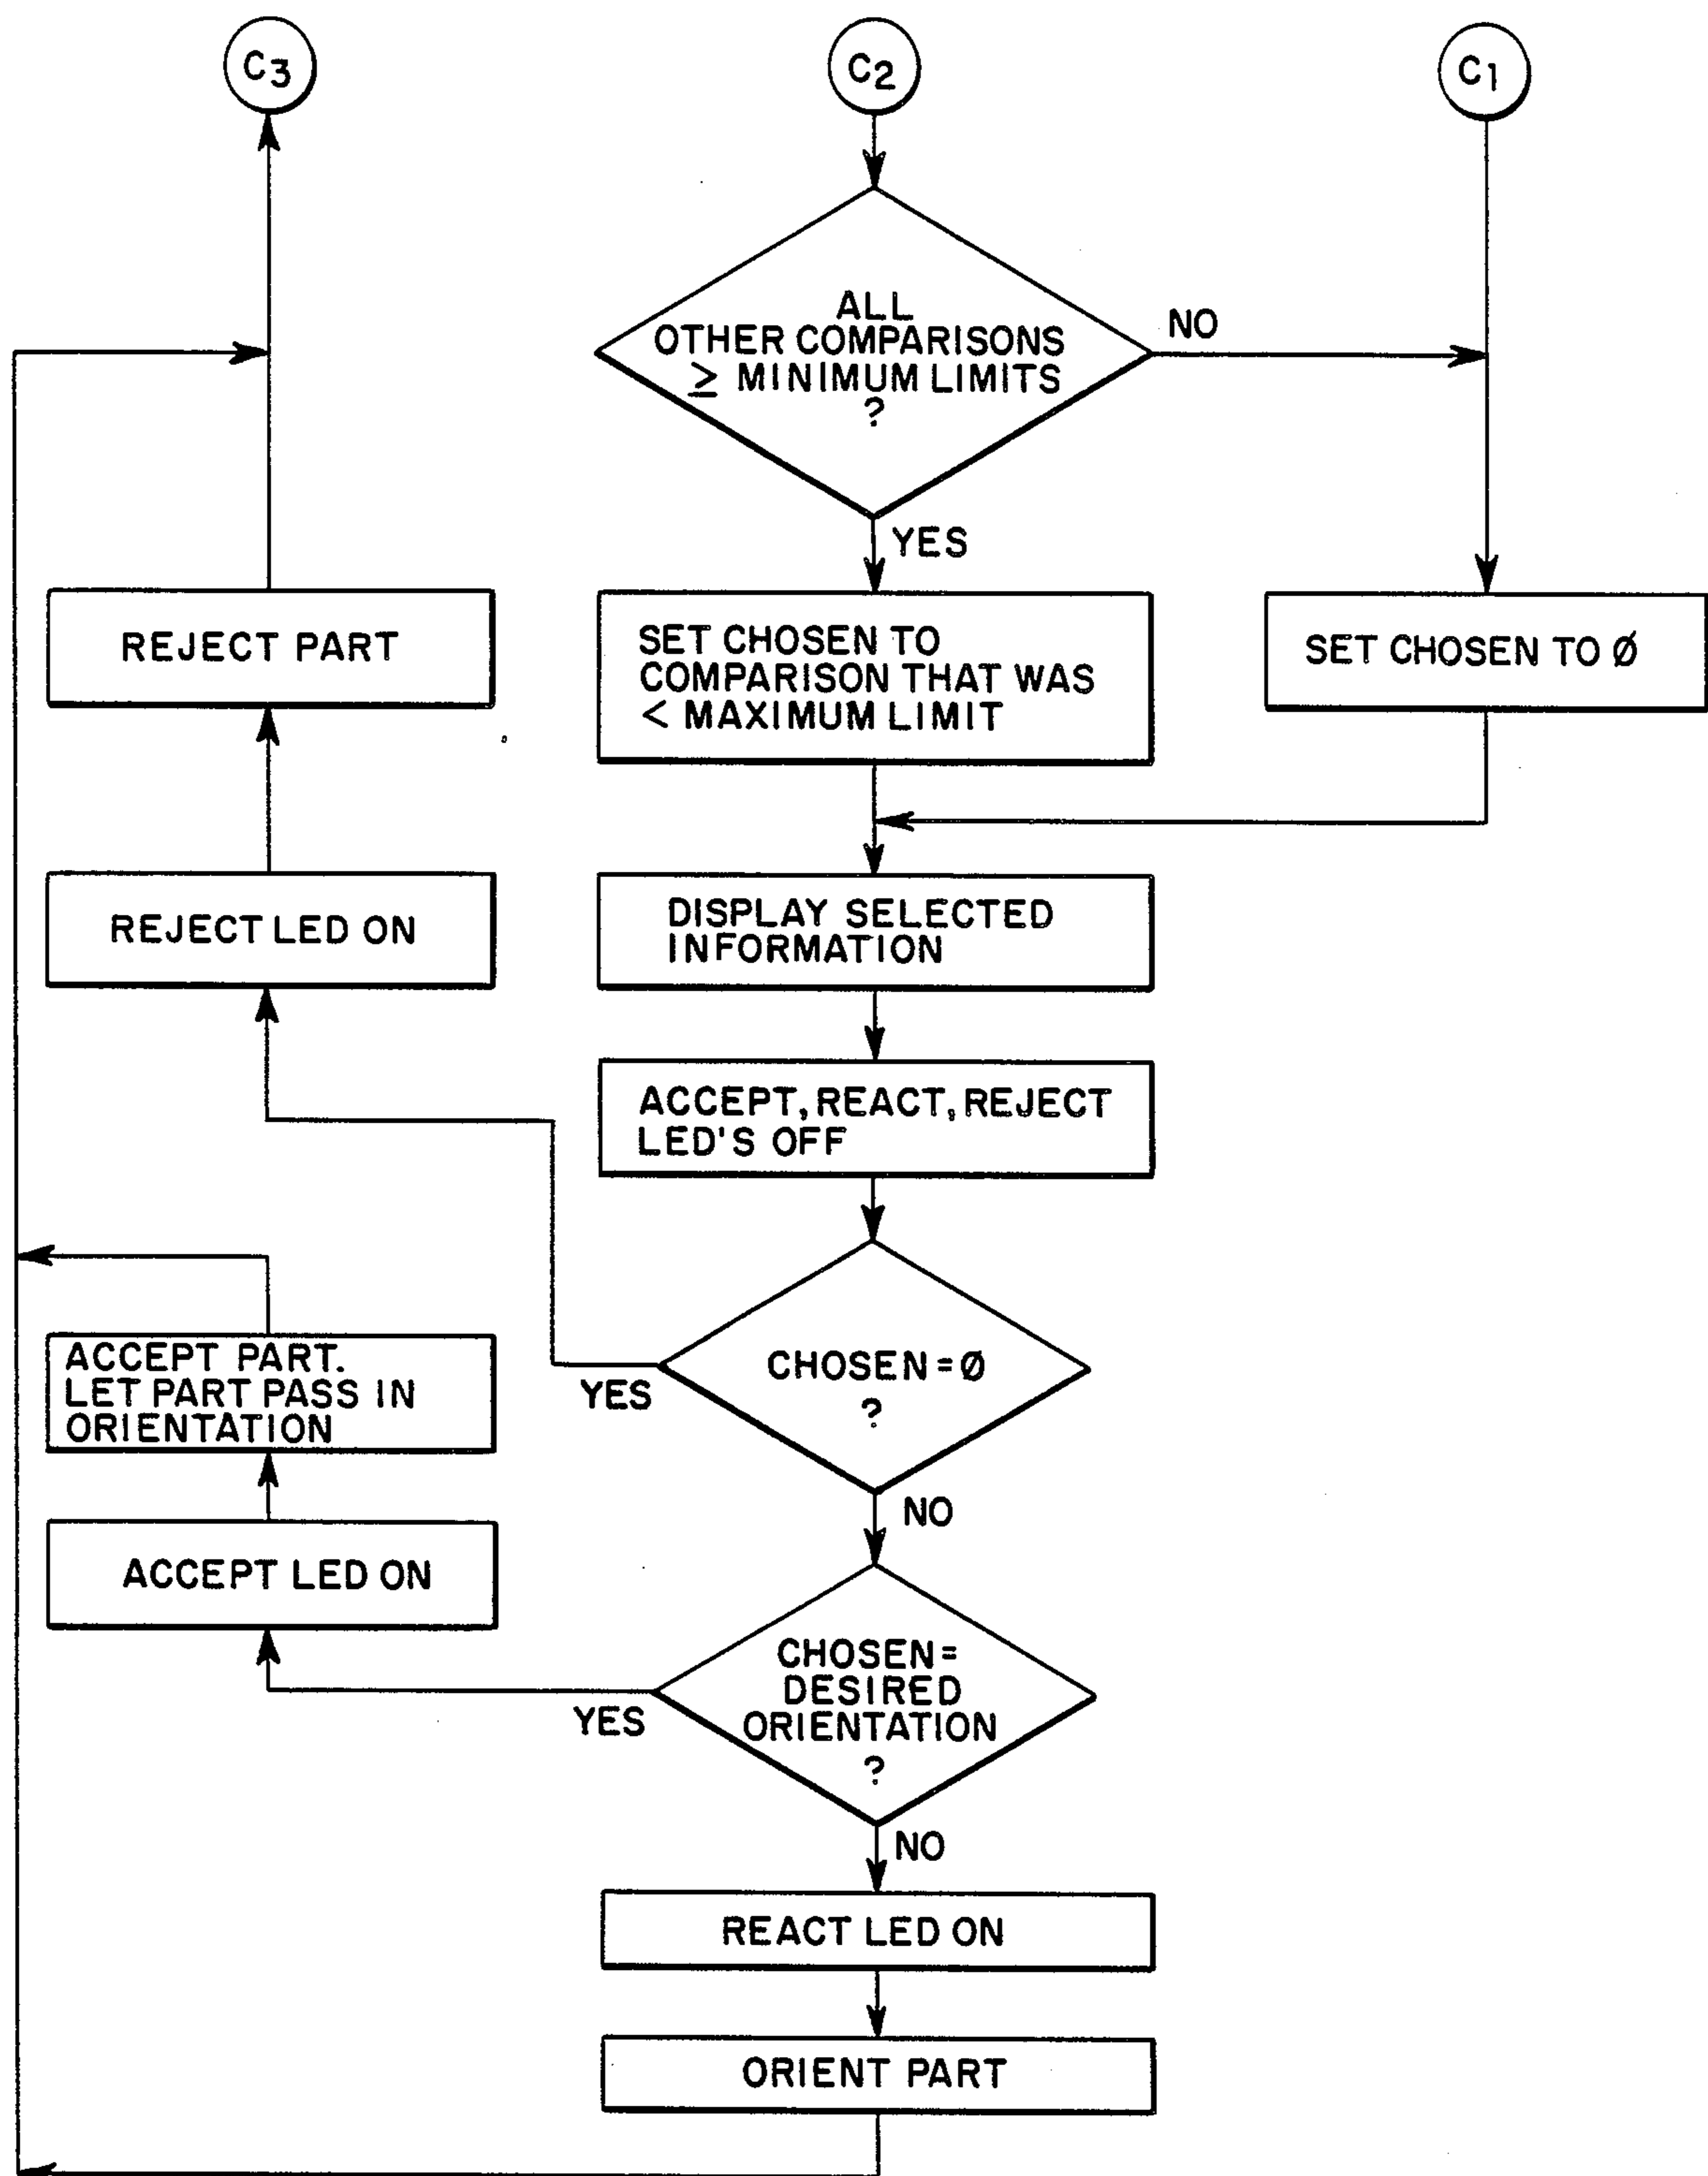 C3
C2
C1
ALL
OTHER COMPARISONS
≥ MINIMUM LIMITS
?
NO
YES
REJECT PART
SET CHOSEN TO
COMPARISON THAT WAS
< MAXIMUM LIMIT
SET CHOSEN TO Ø
REJECT LED ON
DISPLAY SELECTED
INFORMATION
ACCEPT, REACT, REJECT
LED'S OFF
ACCEPT PART.
LET PART PASS IN
ORIENTATION
CHOSEN = Ø
?
YES
NO
ACCEPT LED ON
CHOSEN =
DESIRED
ORIENTATION
?
YES
NO
REACT LED ON
ORIENT PART